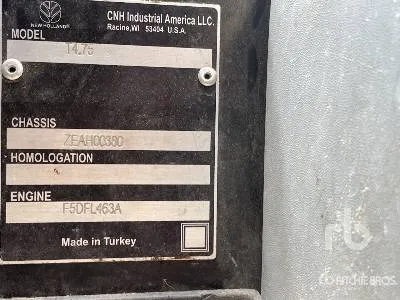 NEW HOLLAND
CNH Industrial America LLC.
Racine,WI 53404 U.S.A.
MODEL
T4.75
CHASSIS
ZEAH00380
HOMOLOGATION
ENGINE
F5DFL463A
Made in Turkey
rb
RITCHIE BROS